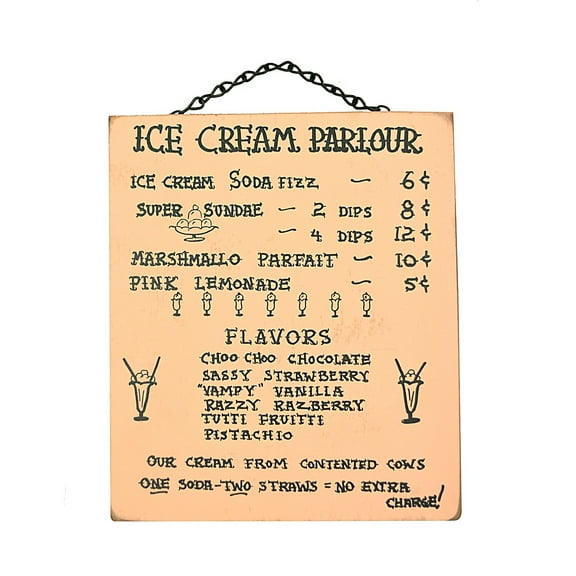 ICE CREAM PARLOUR
ICE CREAM SODA FIZZ - 6¢
SUPER SUNDAE - 2 DIPS 8¢
- 4 DIPS 12¢
MARSHMALLO PARFAIT - 10¢
PINK LEMONADE - 5¢
FLAVORS
CHOO CHOO CHOCOLATE
SASSY STRAWBERRY
"VAMPY" VANILLA
RAZZY RAZBERRY
TUTTI FRUITTI
PISTACHIO
OUR CREAM FROM CONTENTED COWS
ONE SODA-TWO STRAWS = NO EXTRA
CHARGE!